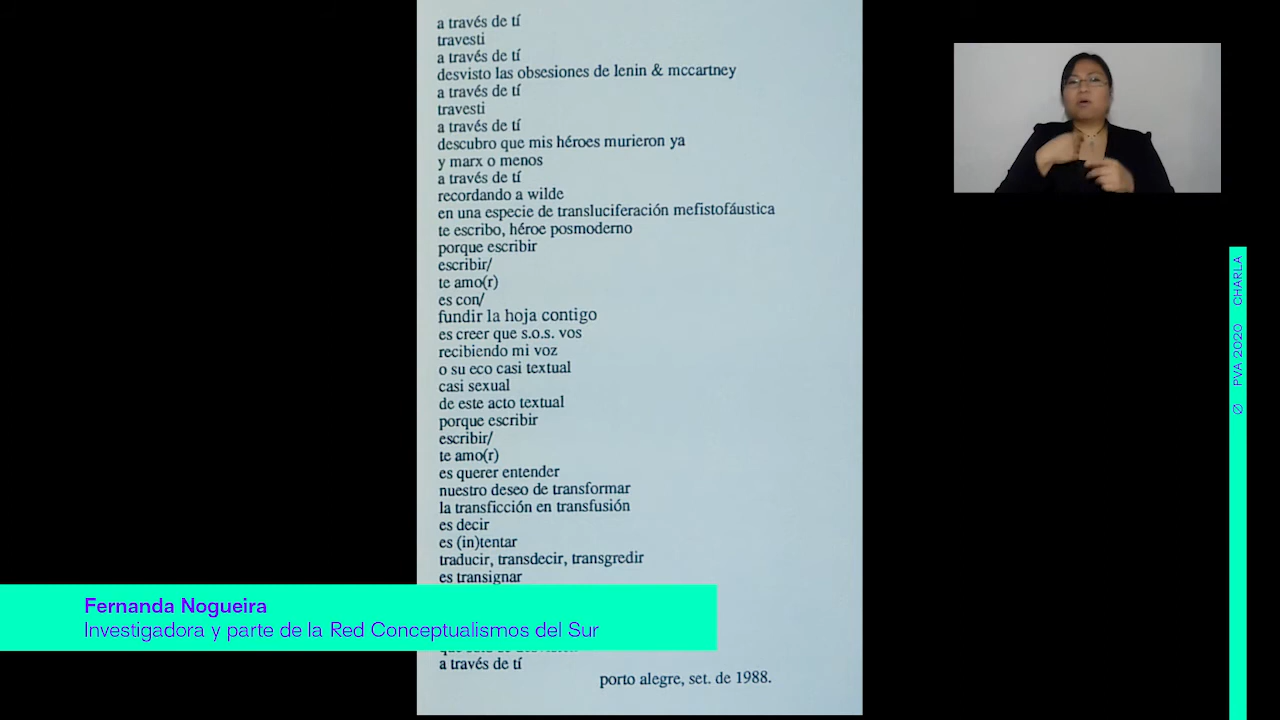 a través de tí
travesti
a través de tí
desvisto las obsesiones de lenin & mccartney
a través de tí
travesti
a través de tí
descubro que mis héroes murieron ya
y marx o menos
a través de tí
recordando a wilde
en una especie de transluciferación mefistofáustica
te escribo, héroe posmoderno
porque escribir
escribir/
te amo(r)
es con/
fundir la hoja contigo
es creer que s.o.s. vos
recibiendo mi voz
o su eco casi textual
casi sexual
de este acto textual
porque escribir
escribir/
te amo(r)
es querer entender
nuestro deseo de transformar
la transficción en transfusión
es decir
es (in)tentar
traducir, transdecir, transgredir
es transignar
a través de tí
porto alegre, set. de 1988.
Fernanda Nogueira
Investigadora y parte de la Red Conceptualismos del Sur
Ø PVA 2020 CHARLA